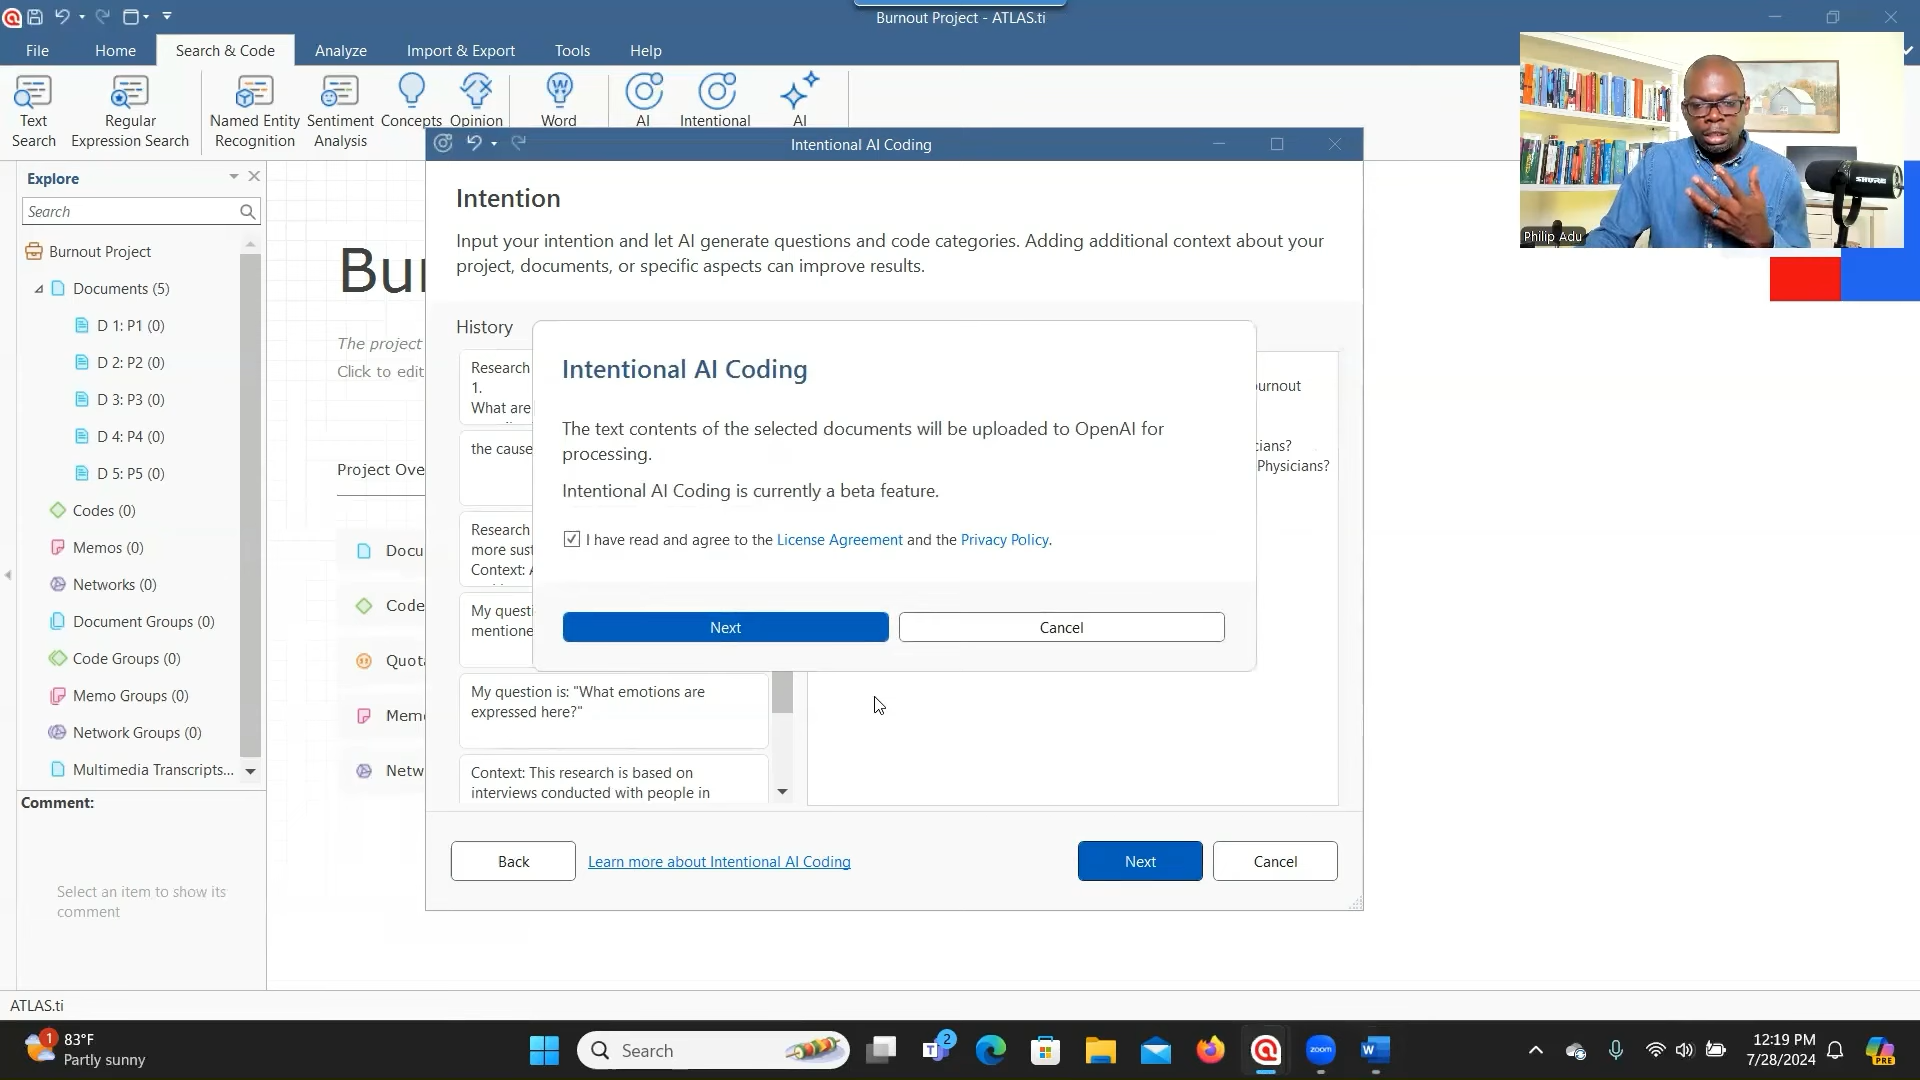 Burnout Project - ATLAS.ti
File
Home
Search & Code
Analyze
Import & Export
Tools
Help
Text
Search
Regular
Expression Search
Named Entity
Recognition
Sentiment
Analysis
Concepts
Opinion
Word
AI
Intentional
AI
Philip Adu
SHURE
Explore
Search
Burnout Project
Documents (5)
D 1: P1 (0)
D 2: P2 (0)
D 3: P3 (0)
D 4: P4 (0)
D 5: P5 (0)
Codes (0)
Memos (0)
Networks (0)
Document Groups (0)
Code Groups (0)
Memo Groups (0)
Network Groups (0)
Multimedia Transcripts...
Comment:
Select an item to show its
comment
The project
Click to edit
Project Ove
Docu
Code
Memo
Netw
Intentional AI Coding
Intention
Input your intention and let AI generate questions and code categories. Adding additional context about your
project, documents, or specific aspects can improve results.
History
Research
1.
What are
the cause
Research
more sust
My questi
mentione
My question is: "What emotions are
expressed here?"
Context: This research is based on
interviews conducted with people in
burnout
cians?
Physicians?
Intentional AI Coding
The text contents of the selected documents will be uploaded to OpenAI for
processing.
Intentional AI Coding is currently a beta feature.
I have read and agree to the License Agreement and the Privacy Policy.
Next
Cancel
Back
Learn more about Intentional AI Coding
Next
Cancel
ATLAS.ti
1
83°F
Partly sunny
Search
2
zoom
12:19 PM
7/28/2024
PRE